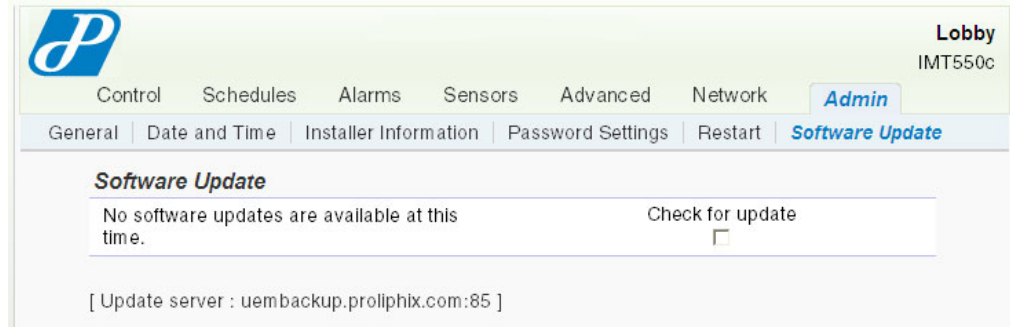 Lobby
IMT550c
Control Schedules Alarms Sensors Advanced Network Admin
General Date and Time Installer Information Password Settings Restart Software Update
Software Update
No software updates are available at this
time.
Check for update
[ Update server : uembackup.proliphix.com:85 ]